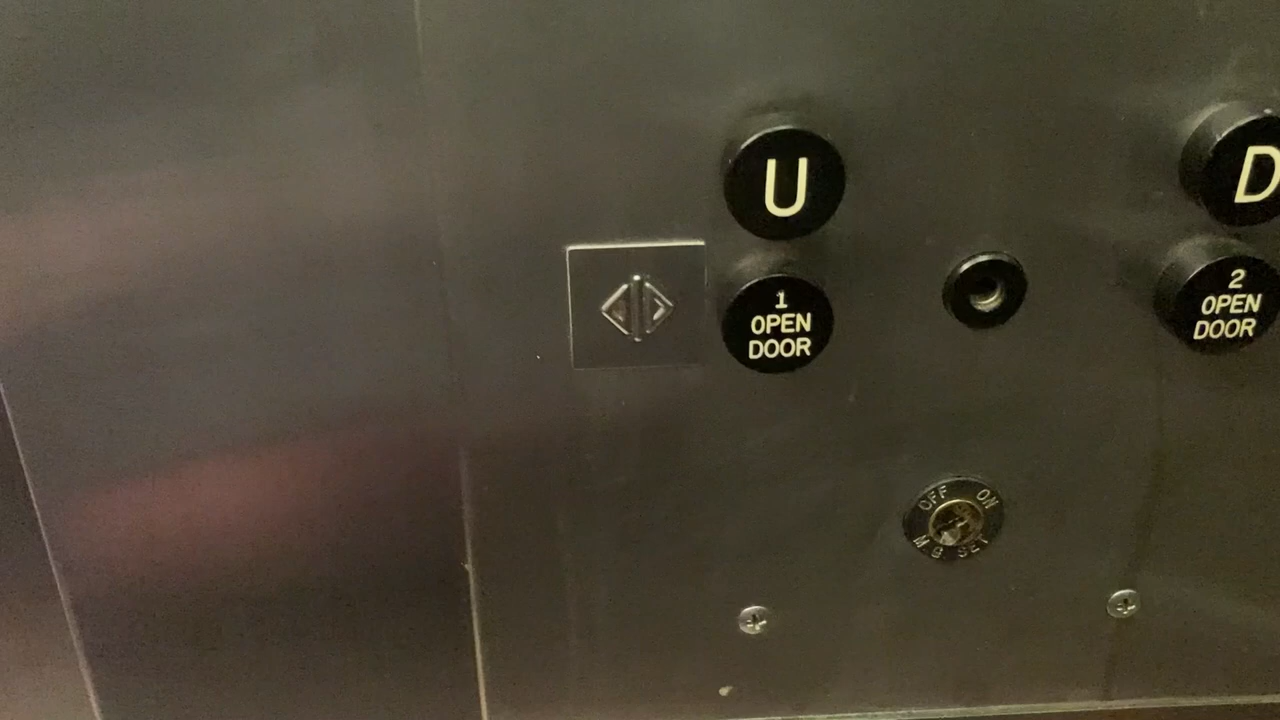 U
D
1
OPEN
DOOR
2
OPEN
DOOR
OFF ON
M.G. SET